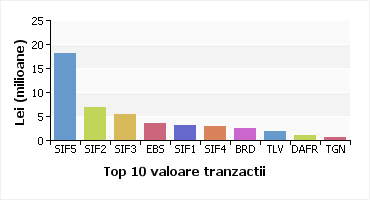 Lei (milioane)
25
20
15
10
5
0
SIF5 SIF2 SIF3 EBS SIF1 SIF4 BRD TLV DAFR TGN
Top 10 valoare tranzactii